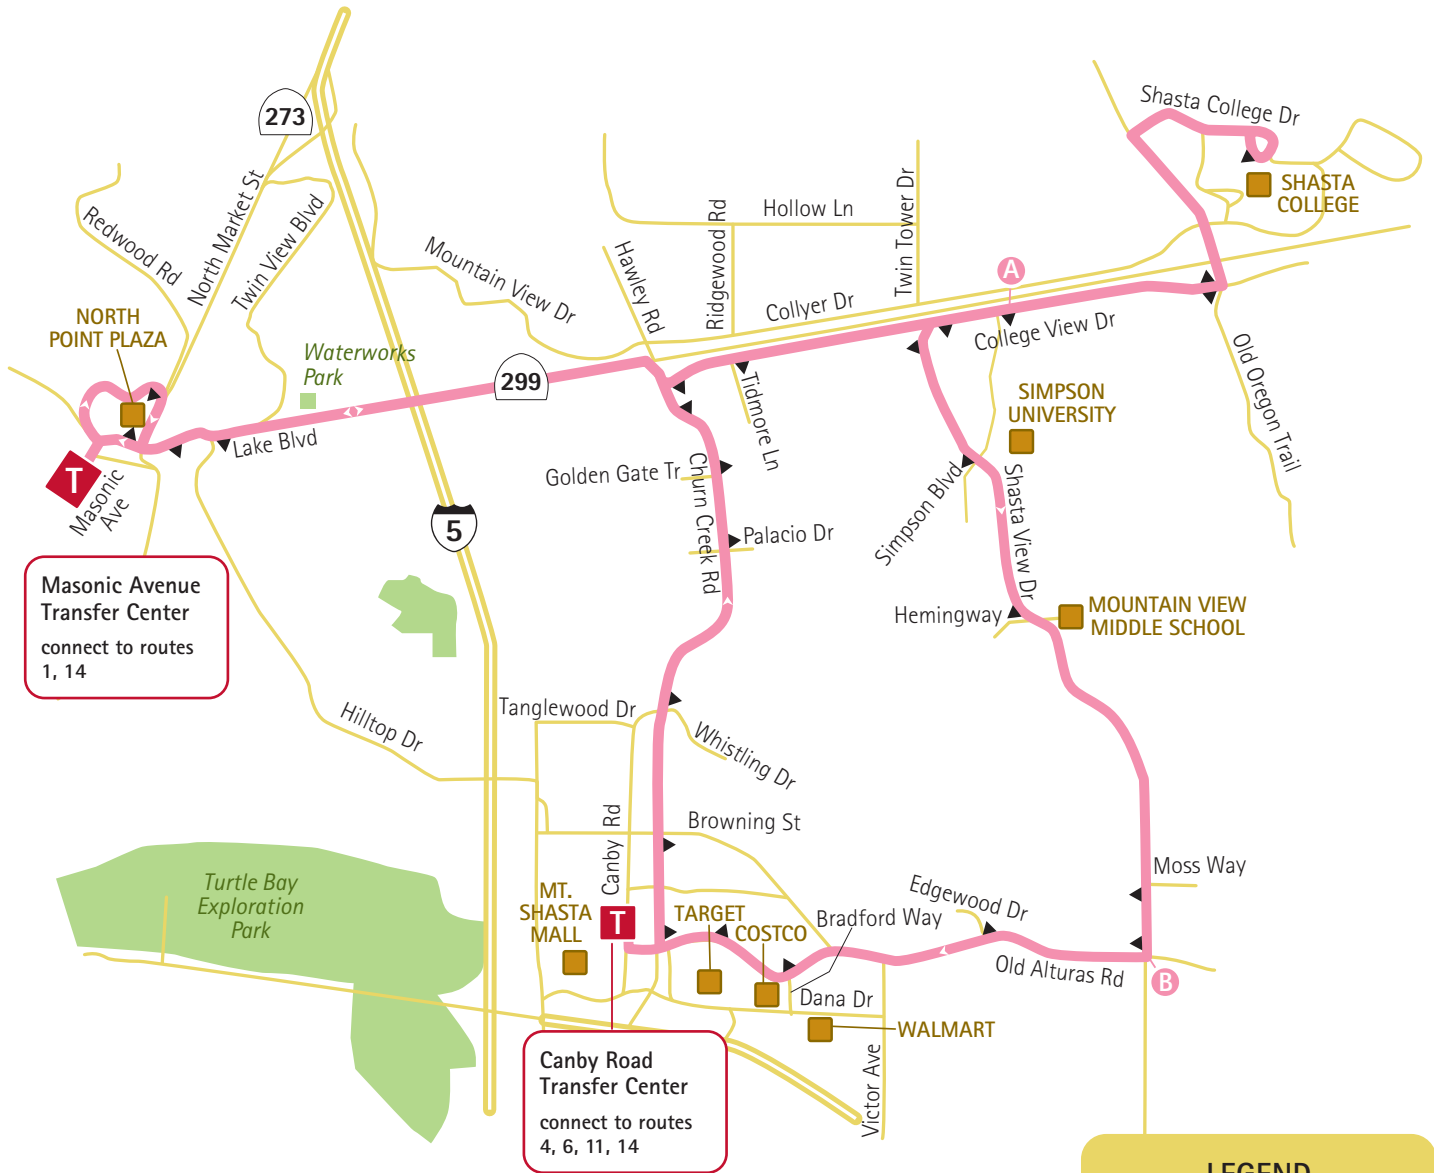 273
Shasta College Dr
SHASTA
COLLEGE
North Market St
Twin View Blvd
Redwood Rd
Hollow Ln
Twin Tower Dr
Ridgewood Rd
Hawley Rd
Mountain View Dr
Collyer Dr
A
College View Dr
NORTH
POINT PLAZA
Waterworks
Park
299
Old Oregon Trail
SIMPSON
UNIVERSITY
Tidmore Ln
Lake Blvd
T
Masonic
Ave
Golden Gate Tr
Churn Creek Rd
Palacio Dr
5
Simpson Blvd
Shasta View Dr
Hemingway
MOUNTAIN VIEW
MIDDLE SCHOOL
Masonic Avenue
Transfer Center
connect to routes
1, 14
Hilltop Dr
Tanglewood Dr
Whistling Dr
Canby Rd
Browning St
Moss Way
Turtle Bay
Exploration
Park
MT.
SHASTA
MALL
T
TARGET
COSTCO
Bradford Way
Edgewood Dr
Old Alturas Rd
B
Dana Dr
WALMART
Victor Ave
Canby Road
Transfer Center
connect to routes
4, 6, 11, 14
LEGEND